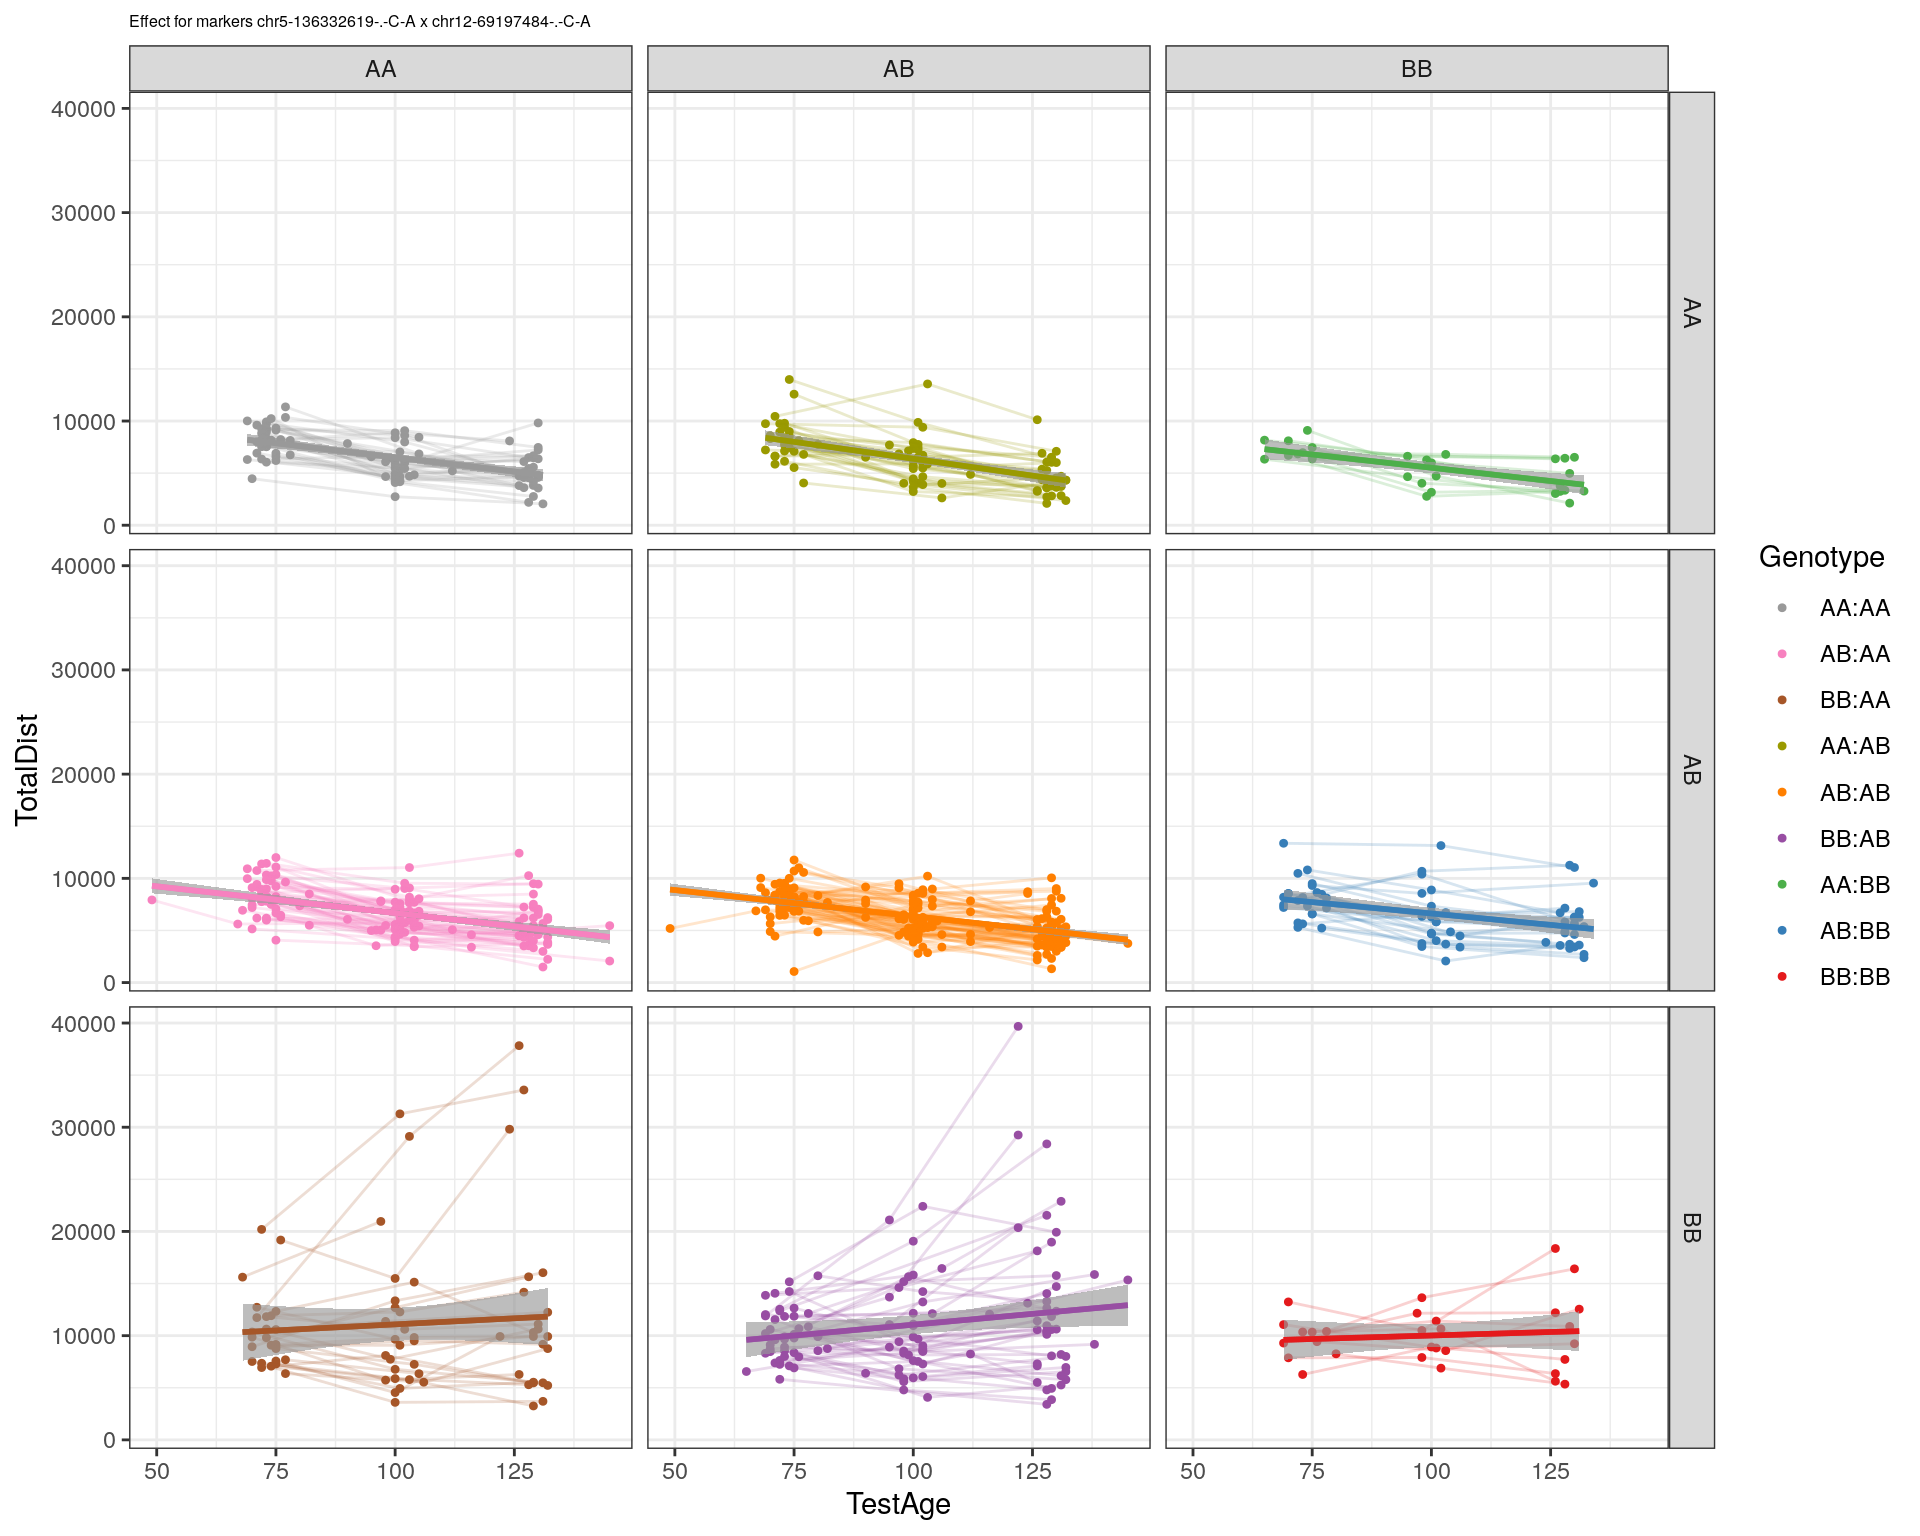 Effect for markers chr5-136332619-.-C-A x chr12-69197484-.-C-A
AA
AB
BB
40000
30000
20000
10000
0
AA
40000
30000
20000
10000
0
AB
40000
30000
20000
10000
0
BB
TotalDist
50 75 100 125
50 75 100 125
50 75 100 125
TestAge
Genotype
AA:AA
AB:AA
BB:AA
AA:AB
AB:AB
BB:AB
AA:BB
AB:BB
BB:BB